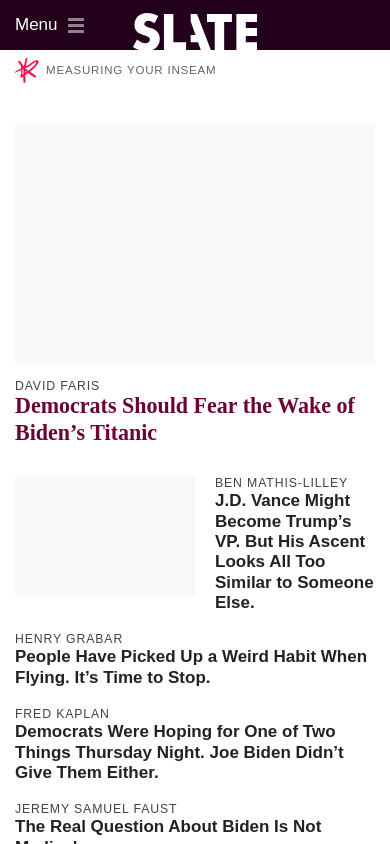 Menu
SLATE
MEASURING YOUR INSEAM
DAVID FARIS
Democrats Should Fear the Wake of
Biden’s Titanic
BEN MATHIS-LILLEY
J.D. Vance Might
Become Trump’s
VP. But His Ascent
Looks All Too
Similar to Someone
Else.
HENRY GRABAR
People Have Picked Up a Weird Habit When
Flying. It’s Time to Stop.
FRED KAPLAN
Democrats Were Hoping for One of Two
Things Thursday Night. Joe Biden Didn’t
Give Them Either.
JEREMY SAMUEL FAUST
The Real Question About Biden Is Not